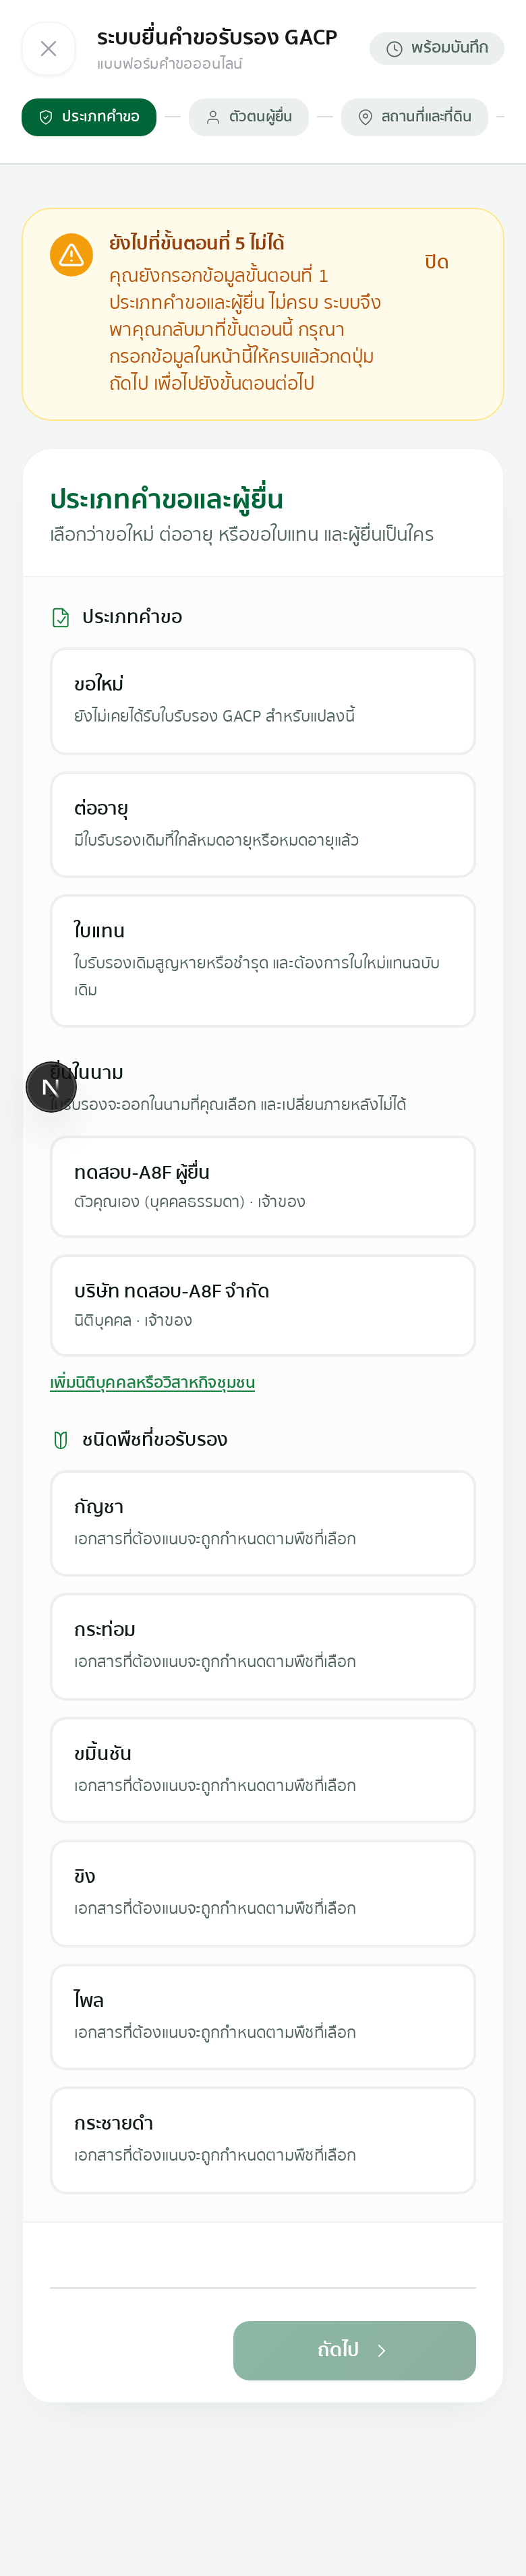 ระบบยื่นคำขอรับรอง GACP
แบบฟอร์มคำขอออนไลน์
พร้อมบันทึก
ประเภทคำขอ
ตัวตนผู้ยื่น
สถานที่และที่ดิน
ยังไปที่ขั้นตอนที่ 5 ไม่ได้
ปิด
คุณยังกรอกข้อมูลขั้นตอนที่ 1
ประเภทคำขอและผู้ยื่น ไม่ครบ ระบบจึง
พาคุณกลับมาที่ขั้นตอนนี้ กรุณา
กรอกข้อมูลในหน้านี้ให้ครบแล้วกดปุ่ม
ถัดไป เพื่อไปยังขั้นตอนต่อไป
ประเภทคำขอและผู้ยื่น
เลือกว่าขอใหม่ ต่ออายุ หรือขอใบแทน และผู้ยื่นเป็นใคร
ประเภทคำขอ
ขอใหม่
ยังไม่เคยได้รับใบรับรอง GACP สำหรับแปลงนี้
ต่ออายุ
มีใบรับรองเดิมที่ใกล้หมดอายุหรือหมดอายุแล้ว
ใบแทน
ใบรับรองเดิมสูญหายหรือชำรุด และต้องการใบใหม่แทนฉบับ
เดิม
ยื่นในนาม
N
ใบรับรองจะออกในนามที่คุณเลือก และเปลี่ยนภายหลังไม่ได้
ทดสอบ-A8F ผู้ยื่น
ตัวคุณเอง (บุคคลธรรมดา) · เจ้าของ
บริษัท ทดสอบ-A8F จำกัด
นิติบุคคล · เจ้าของ
เพิ่มนิติบุคคลหรือวิสาหกิจชุมชน
ชนิดพืชที่ขอรับรอง
กัญชา
เอกสารที่ต้องแนบจะถูกกำหนดตามพืชที่เลือก
กระท่อม
เอกสารที่ต้องแนบจะถูกกำหนดตามพืชที่เลือก
ขมิ้นชัน
เอกสารที่ต้องแนบจะถูกกำหนดตามพืชที่เลือก
ขิง
เอกสารที่ต้องแนบจะถูกกำหนดตามพืชที่เลือก
ไพล
เอกสารที่ต้องแนบจะถูกกำหนดตามพืชที่เลือก
กระชายดำ
เอกสารที่ต้องแนบจะถูกกำหนดตามพืชที่เลือก
ถัดไป